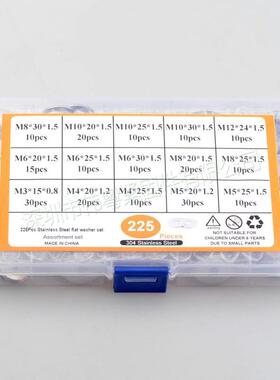 M8*30*1.5 M10*20*1.5 M10*25*1.5 M10*30*1.5 M12*24*1.5
10pcs 10pcs 10pcs 10pcs 10pcs
M6*20*1.5 M6*25*1.5 M6*30*1.5 M8*20*1.5 M8*25*1.5
15pcs 10pcs 10pcs 20pcs 10pcs
M3*15*0.8 M4*20*1.2 M4*25*1.5 M5*20*1.2 M5*25*1.5
30pcs 20pcs 10pcs 30pcs 10pcs
225Pcs Stainless Steel flat washer set
Assortment set
MADE IN CHINA
225
Pieces
304 Stainless Steel
NOT SUITABLE FOR
CHILDREN UNDER 8 YEARS
DUE TO SMALL PARTS